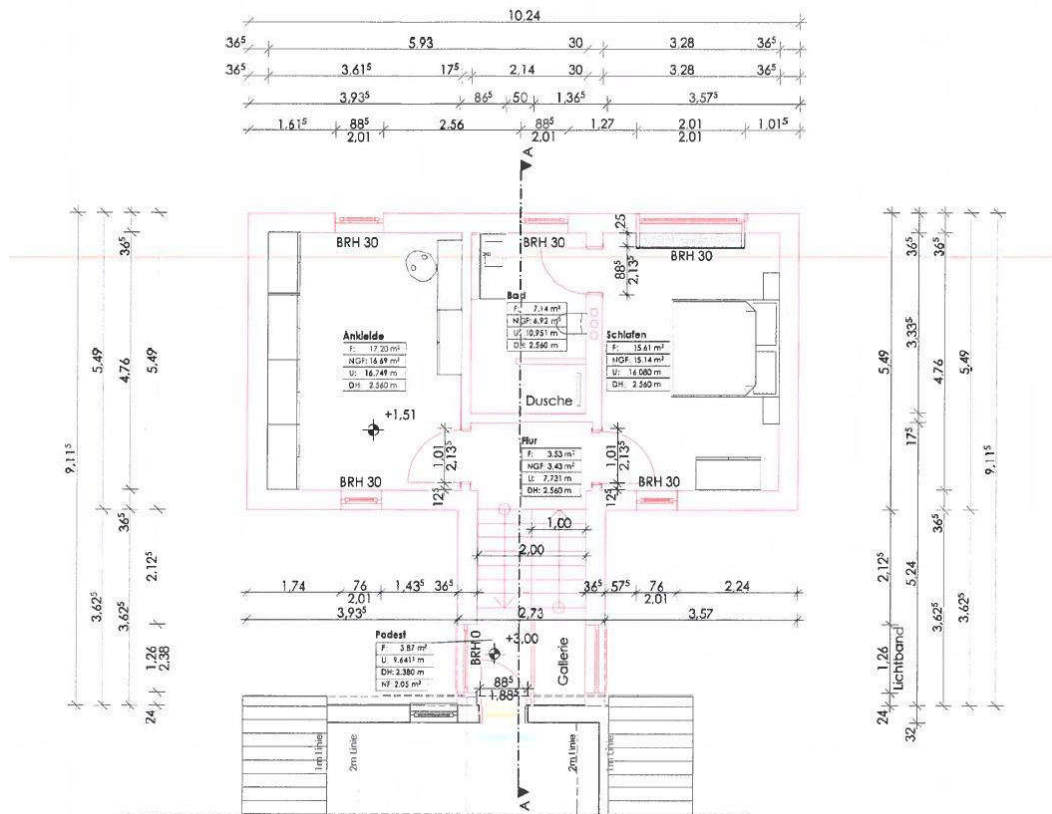 10,24
36⁵ 5,93 30 3,28 36⁵
36⁵ 3,61⁵ 17⁵ 2,14 30 3,28 36⁵
3,93⁵ 86⁵ 50 1,36⁵ 3,57⁵
1,61⁵ 88⁵ 2,56 88⁵ 1,27 2,01 1,01⁵
2,01 2,01 2,01
A
BRH 30
BRH 30
BRH 30
25
88⁵
2,13⁵
Ankleide
F: 17.20 m²
NGF: 16.69 m²
U: 16.749 m
DH: 2.560 m
+1,51
Bad
F: 7.14 m²
NGF: 6.92 m²
U: 10.951 m
DH: 2.560 m
Schlafen
F: 15.61 m²
NGF: 15.14 m²
U: 16.080 m
DH: 2.560 m
Dusche
Flur
F: 3.53 m²
NGF: 3.43 m²
U: 7.731 m
DH: 2.560 m
1,01
2,13⁵
12⁵
1,01
2,13⁵
12⁵
BRH 30
BRH 30
9,11⁵
5,49
3,62⁵
36⁵
4,76
36⁵
3,62⁵
5,49
2,12⁵
1,26
2,38
24
5,49
2,12⁵
1,26
24
Lichtband
36⁵
3,33⁵
17⁵
5,24
32
36⁵
4,76
36⁵
3,62⁵
5,49
3,62⁵
9,11⁵
1,00
2,00
1,74 76 1,43⁵ 36⁵ 36⁵ 57⁵ 76 2,24
2,01 2,01
3,93⁵ 2,73 3,57
Podest
F: 3.87 m²
U: 9.641¹ m
DH: 2.380 m
NF: 2.05 m²
BRH 0
+3,00
Gallerie
88⁵
1,88⁵
1m Linie
2m Linie
2m Linie
1m Linie
A